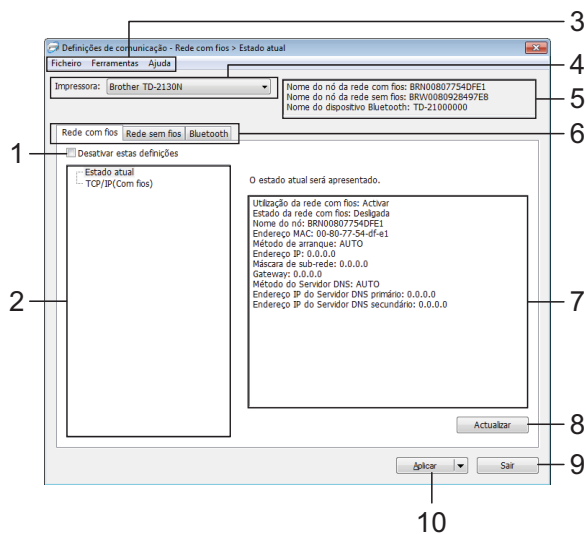 3
Definições de comunicação - Rede com fios > Estado atual
Ficheiro Ferramentas Ajuda
4
Impressora: Brother TD-2130N
Nome do nó da rede com fios: BRN00807754DFE1
Nome do nó da rede sem fios: BRW0080928497E8
Nome do dispositivo Bluetooth: TD-21000000
5
Rede com fios Rede sem fios Bluetooth
6
1
Desativar estas definições
Estado atual
TCP/IP(Com fios)
2
O estado atual será apresentado.
Utilização da rede com fios: Activar
Estado da rede com fios: Desligada
Nome do nó: BRN00807754DFE1
Endereço MAC: 00-80-77-54-df-e1
Método de arranque: AUTO
Endereço IP: 0.0.0.0
Máscara de sub-rede: 0.0.0.0
Gateway: 0.0.0.0
Método do Servidor DNS: AUTO
Endereço IP do Servidor DNS primário: 0.0.0.0
Endereço IP do Servidor DNS secundário: 0.0.0.0
7
Actualizar
8
Aplicar
Sair
9
10